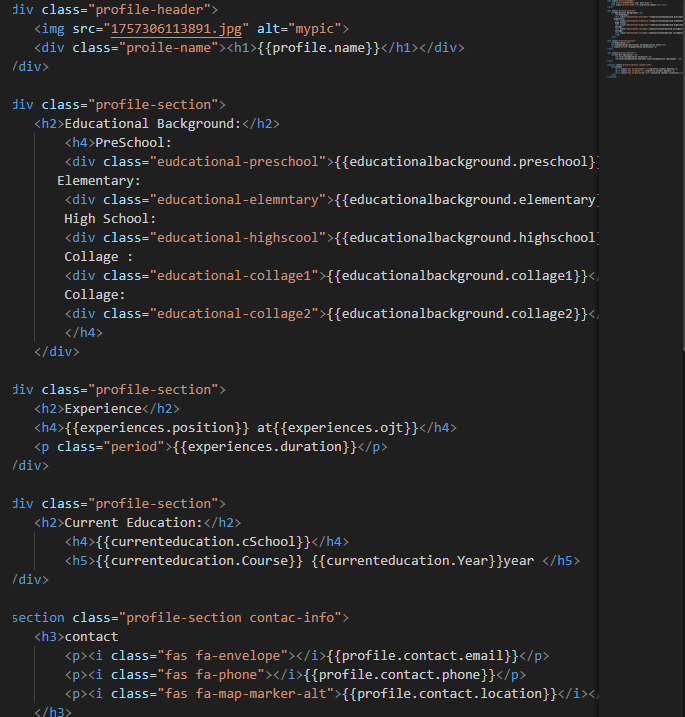 div class="profile-header">
<img src="1757306113891.jpg" alt="mypic">
<div class="proile-name"><h1>{{profile.name}}</h1></div>
/div>
div class="profile-section">
<h2>Educational Background:</h2>
<h4>PreSchool:
<div class="eudcational-preschool">{{educationalbackground.preschool}}
Elementary:
<div class="educational-elemntary">{{educationalbackground.elementary}
High School:
<div class="educational-highscool">{{educationalbackground.highschool}
Collage :
<div class="educational-collage1">{{educationalbackground.collage1}}</
Collage:
<div class="educational-collage2">{{educationalbackground.collage2}}</
</h4>
</div>
div class="profile-section">
<h2>Experience</h2>
<h4>{{experiences.position}} at{{experiences.ojt}}</h4>
<p class="period">{{experiences.duration}}</p>
/div>
div class="profile-section">
<h2>Current Education:</h2>
<h4>{{currenteducation.cSchool}}</h4>
<h5>{{currenteducation.Course}} {{currenteducation.Year}}year </h5>
/div>
section class="profile-section contac-info">
<h3>contact
<p><i class="fas fa-envelope"></i>{{profile.contact.email}}</p>
<p><i class="fas fa-phone"></i>{{profile.contact.phone}}</p>
<p><i class="fas fa-map-marker-alt">{{profile.contact.location}}</i></
</h3>